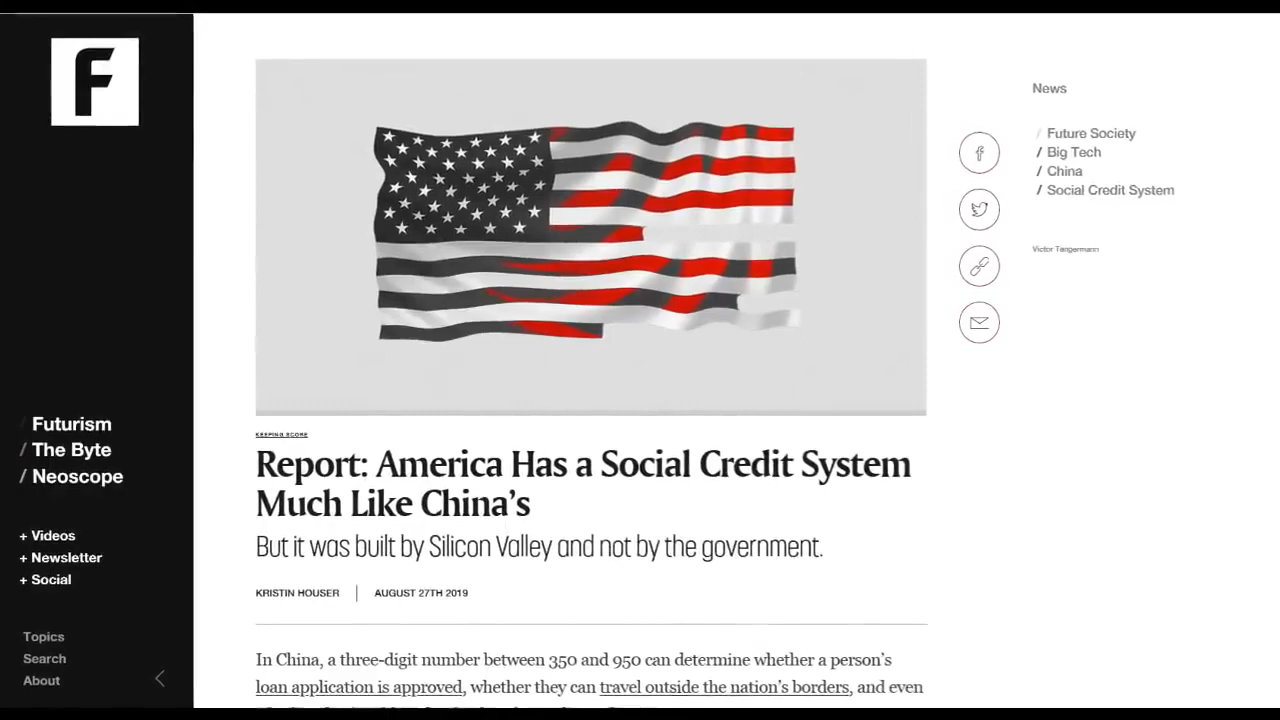 F
/ Futurism
/ The Byte
/ Neoscope
+ Videos
+ Newsletter
+ Social
Topics
Search
About
KEEPING SCORE
Report: America Has a Social Credit System
Much Like China's
But it was built by Silicon Valley and not by the government.
KRISTIN HOUSER | AUGUST 27TH 2019
In China, a three-digit number between 350 and 950 can determine whether a person's
loan application is approved, whether they can travel outside the nation's borders, and even
News
/ Future Society
/ Big Tech
/ China
/ Social Credit System
Victor Tangermann